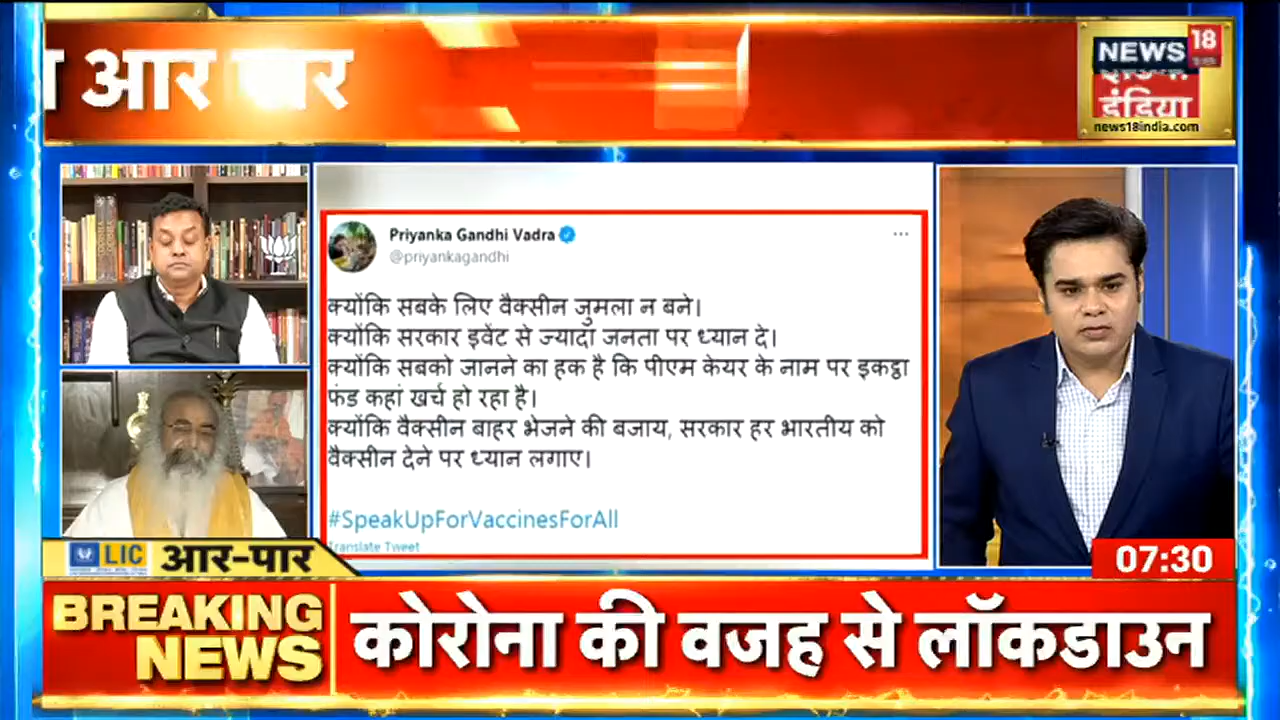 आर
NEWS 18
इंडिया
news18india.com
Priyanka Gandhi Vadra
@priyankagandhi
क्योंकि सबके लिए वैक्सीन जुमला न बने।
क्योंकि सरकार इवेंट से ज्यादा जनता पर ध्यान दे।
क्योंकि सबको जानने का हक है कि पीएम केयर के नाम पर इकट्ठा
फंड कहां खर्च हो रहा है।
क्योंकि वैक्सीन बाहर भेजने की बजाय, सरकार हर भारतीय को
वैक्सीन देने पर ध्यान लगाए।
#SpeakUpForVaccinesForAll
Translate Tweet
LIC आर-पार
07:30
BREAKING
NEWS
कोरोना की वजह से लॉकडाउन